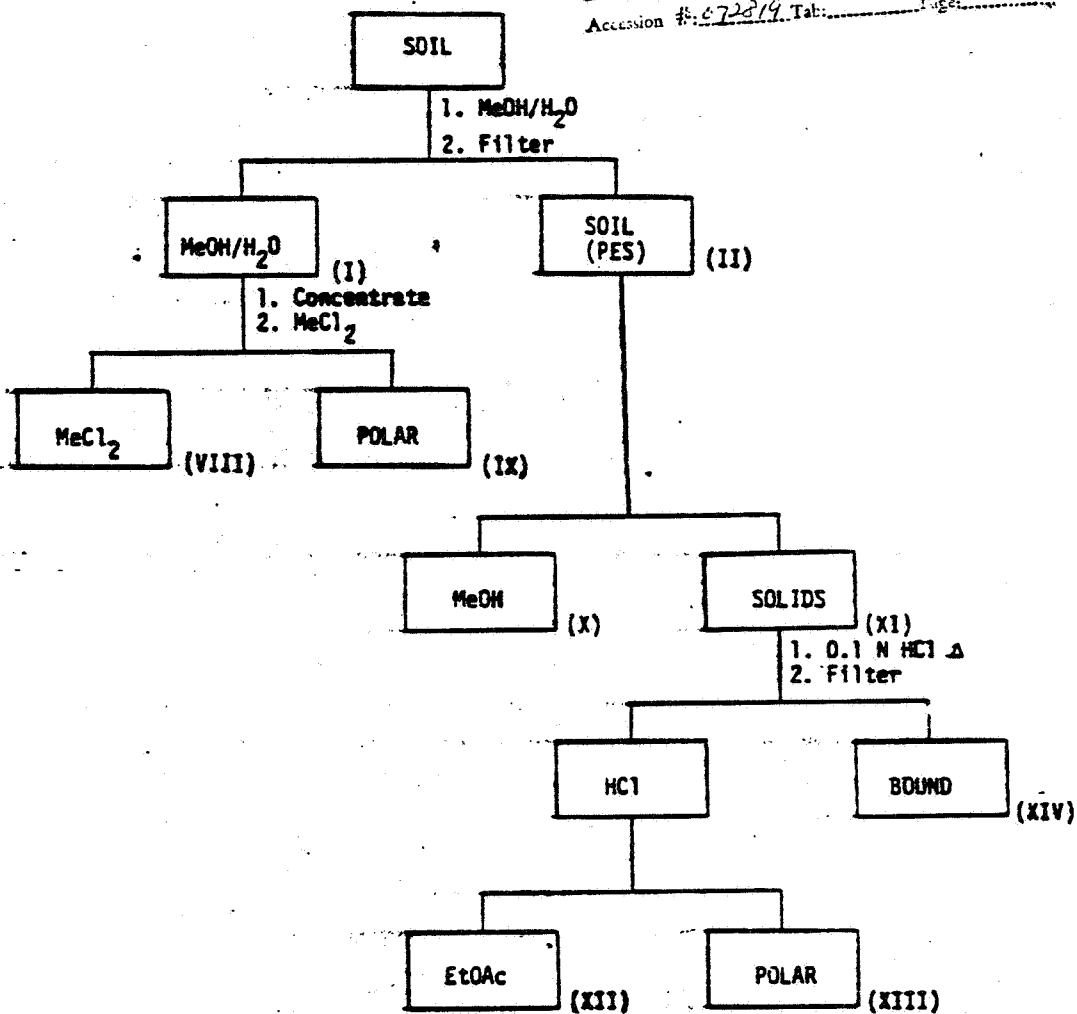 Accession #: 072819 Tab: Page:
SOIL
1. MeOH/H2O
2. Filter
MeOH/H2O
(I)
SOIL
(PES)
(II)
1. Concentrate
2. MeCl2
MeCl2
(VIII)
POLAR
(IX)
MeOH
(X)
SOLIDS
(XI)
1. 0.1 N HCl Δ
2. Filter
HCl
BOUND
(XIV)
EtOAc
(XII)
POLAR
(XIII)